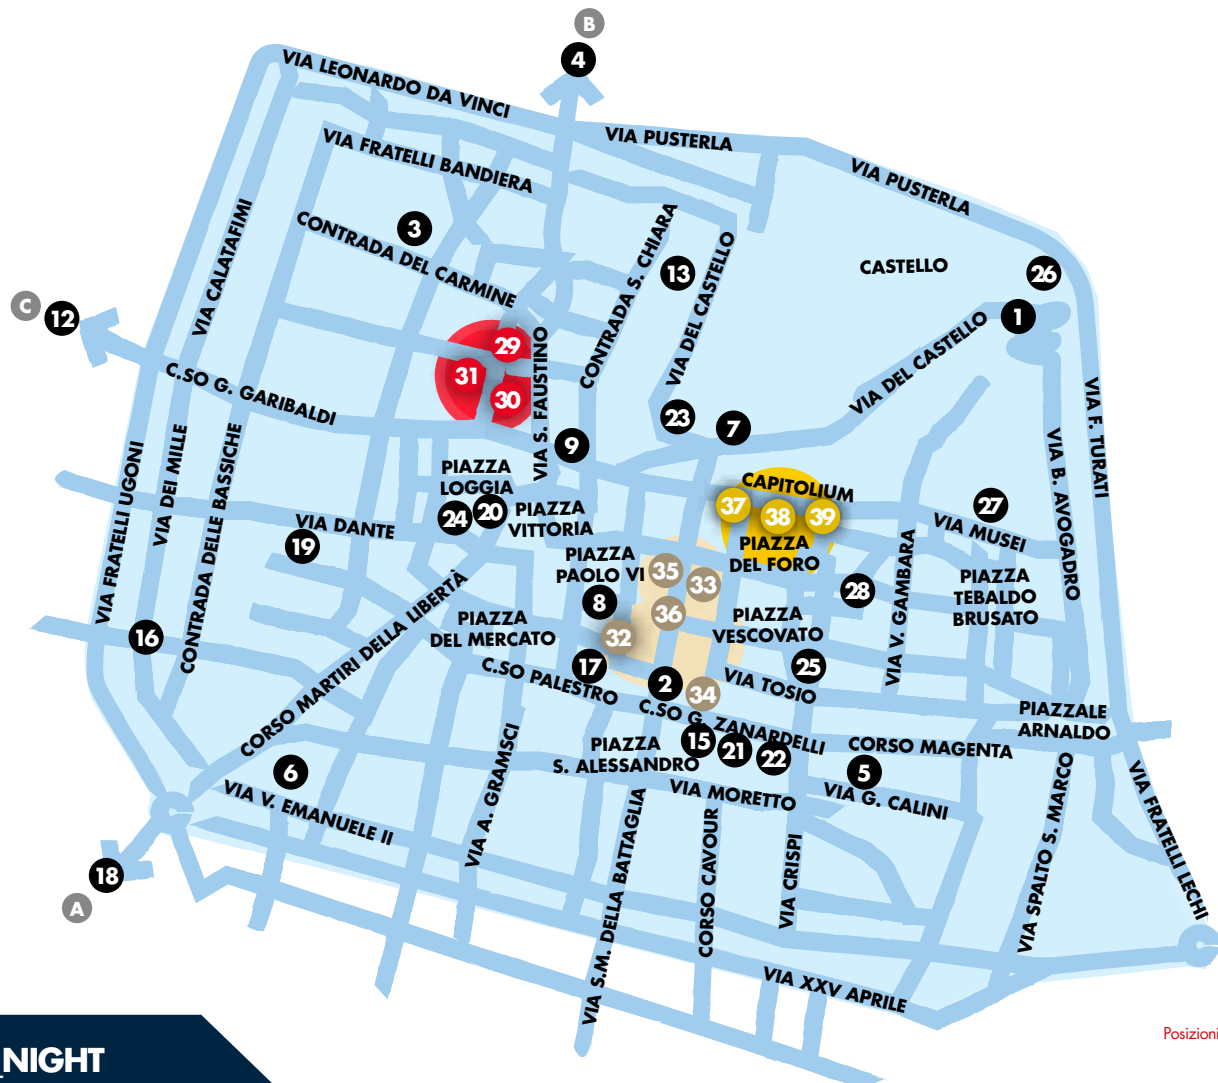 B
4
VIA LEONARDO DA VINCI
VIA PUSTERLA
VIA PUSTERLA
VIA FRATELLI BANDIERA
3
CONTRADA DEL CARMINE
CONTRADA S. CHIARA
13
VIA DEL CASTELLO
CASTELLO
26
VIA CALATAFIMI
C
12
1
VIA DEL CASTELLO
29
31
30
VIA S. FAUSTINO
C.SO G. GARIBALDI
23
7
9
VIA F. TURATI
VIA B. AVOGADRO
VIA FRATELLI UGONI
VIA DEI MILLE
CONTRADA DELLE BASSICHE
PIAZZA
LOGGIA
24
20
PIAZZA
VITTORIA
CAPITOLIUM
37
38
39
PIAZZA
DEL FORO
27
VIA MUSEI
VIA DANTE
19
PIAZZA
PAOLO VI
8
35
33
36
32
28
VIA V. GAMBARA
PIAZZA
TEBALDO
BRUSATO
16
CORSO MARTIRI DELLA LIBERTÀ
PIAZZA
DEL MERCATO
PIAZZA
VESCOVATO
25
17
C.SO PALESTRO
2
34
VIA TOSIO
C.SO G. ZANARDELLI
PIAZZALE
ARNALDO
15
21
22
CORSO MAGENTA
PIAZZA
S. ALESSANDRO
6
5
VIA V. EMANUELE II
VIA A. GRAMSCI
VIA MORETTO
VIA G. CALINI
VIA S.M. DELLA BATTAGLIA
CORSO CAVOUR
VIA CRISPI
VIA SPALTO S. MARCO
VIA FRATELLI LECHI
18
A
VIA XXV APRILE
Posizioni
NIGHT